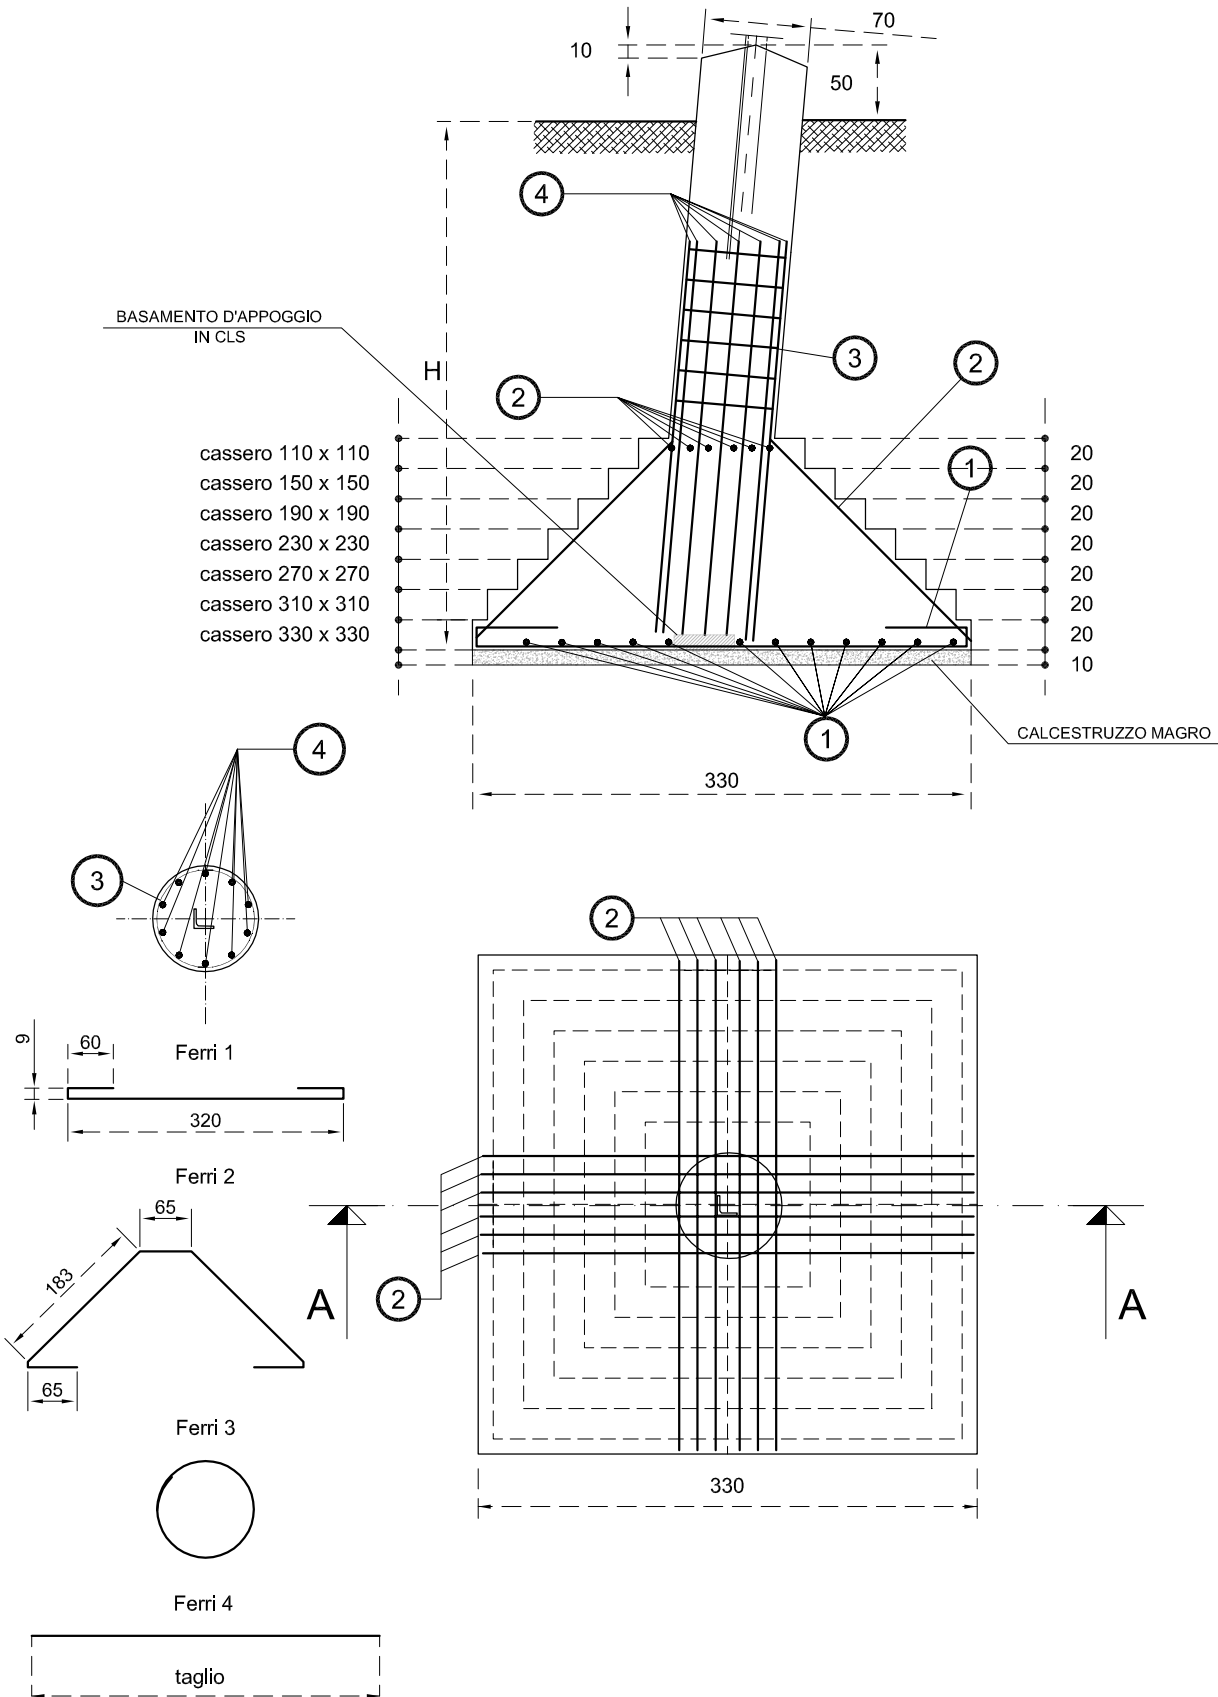 70
10
50
4
BASAMENTO D'APPOGGIO
IN CLS
H
3
2
2
1
cassero 110 x 110
20
cassero 150 x 150
20
cassero 190 x 190
20
cassero 230 x 230
20
cassero 270 x 270
20
cassero 310 x 310
20
cassero 330 x 330
20
10
1
CALCESTRUZZO MAGRO
330
4
3
2
Ferri 1
9
60
320
Ferri 2
65
183
65
2
A
A
Ferri 3
330
Ferri 4
taglio